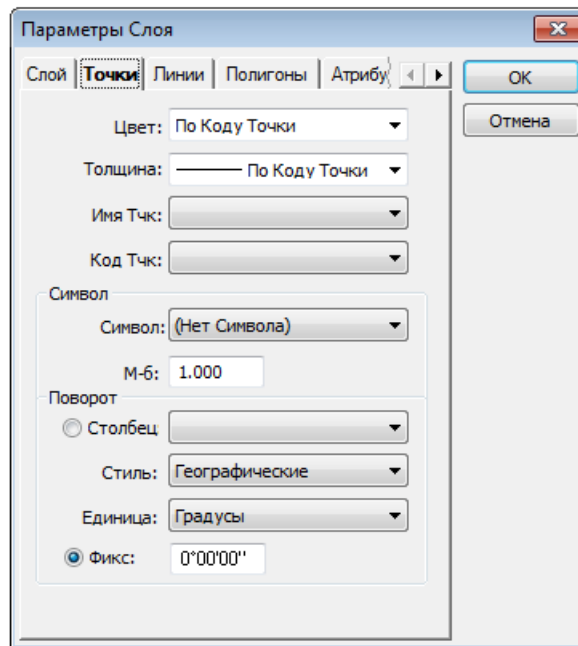 Параметры Слоя
Слой Точки Линии Полигоны Атрибу
OK
Отмена
Цвет: По Коду Точки
Толщина: По Коду Точки
Имя Тчк:
Код Тчк:
Символ
Символ: (Нет Символа)
М-б: 1.000
Поворот
Столбец
Стиль: Географические
Единица: Градусы
Фикс: 0°00'00''